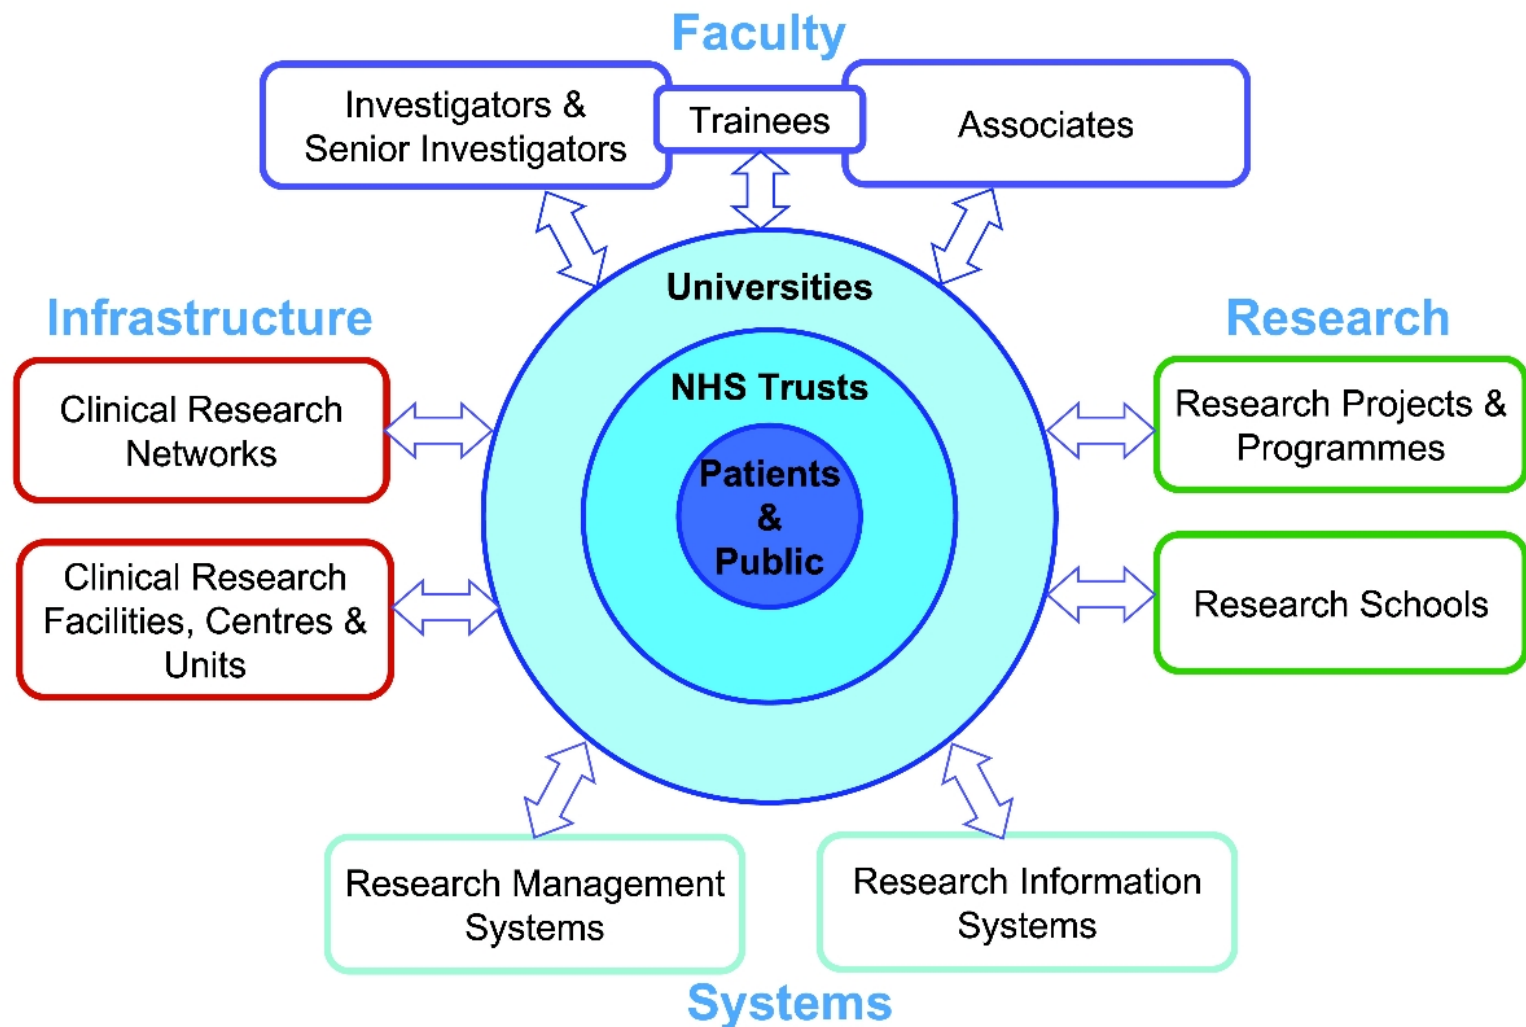 Faculty
Investigators &
Senior Investigators
Trainees
Associates
Universities
Infrastructure
Research
NHS Trusts
Clinical Research
Networks
Research Projects &
Programmes
Patients
&
Public
Clinical Research
Facilities, Centres &
Units
Research Schools
Research Management
Systems
Research Information
Systems
Systems